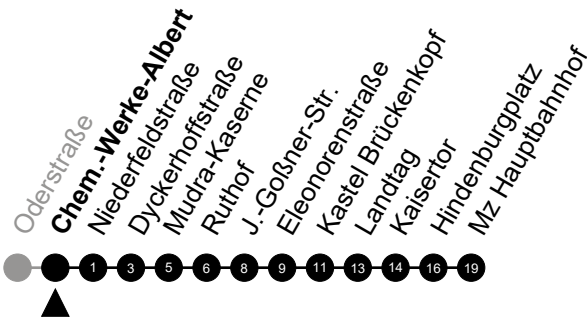 Oderstraße
Chem.-Werke-Albert
Niederfeldstraße
Dyckerhoffstraße
Mudra-Kaserne
Ruthof
J.-Goßner-Str.
Eleonorenstraße
Kastel Brückenkopf
Landtag
Kaisertor
Hindenburgplatz
Mz Hauptbahnhof
1 3 5 6 8 9 11 13 14 16 19